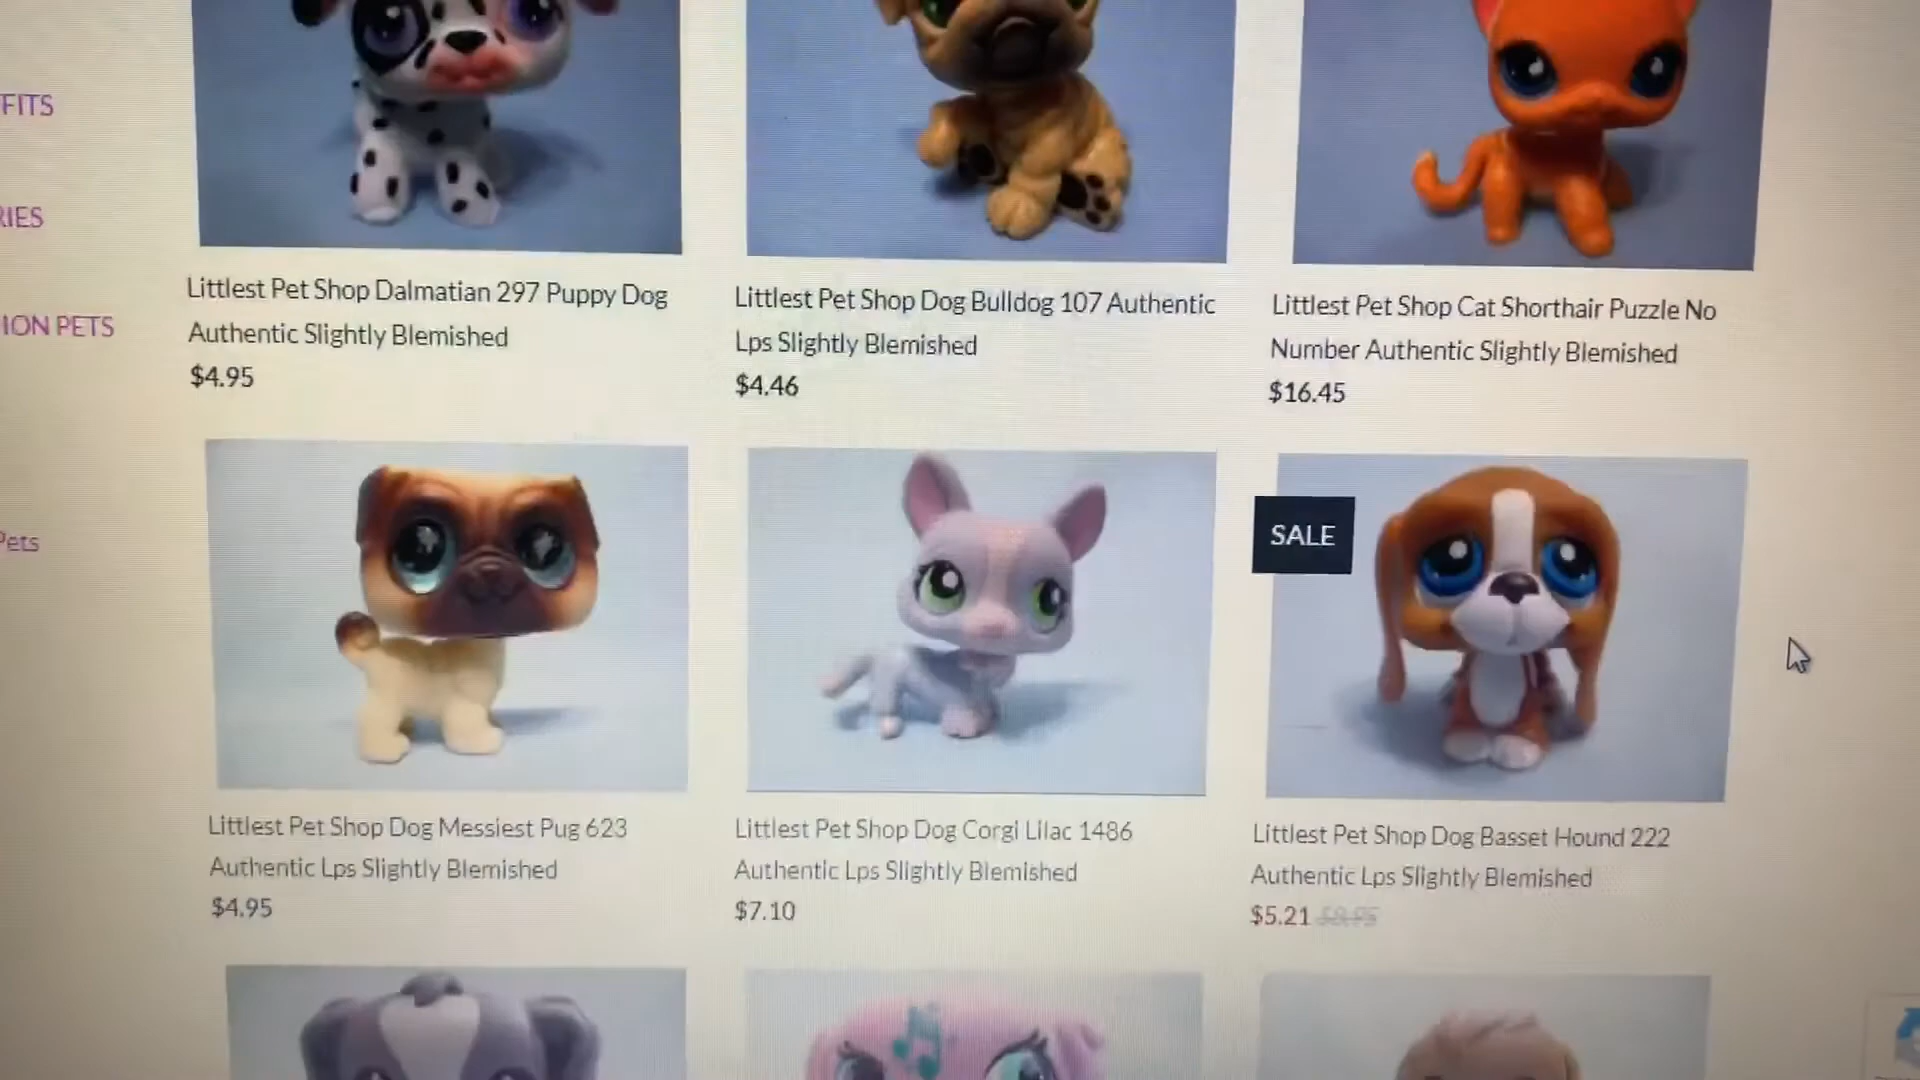 FITS
RIES
ION PETS
Pets
Littlest Pet Shop Dalmatian 297 Puppy Dog
Authentic Slightly Blemished
$4.95
Littlest Pet Shop Dog Bulldog 107 Authentic
Lps Slightly Blemished
$4.46
Littlest Pet Shop Cat Shorthair Puzzle No
Number Authentic Slightly Blemished
$16.45
Littlest Pet Shop Dog Messiest Pug 623
Authentic Lps Slightly Blemished
$4.95
Littlest Pet Shop Dog Corgi Lilac 1486
Authentic Lps Slightly Blemished
$7.10
SALE
Littlest Pet Shop Dog Basset Hound 222
Authentic Lps Slightly Blemished
$5.21 $8.95